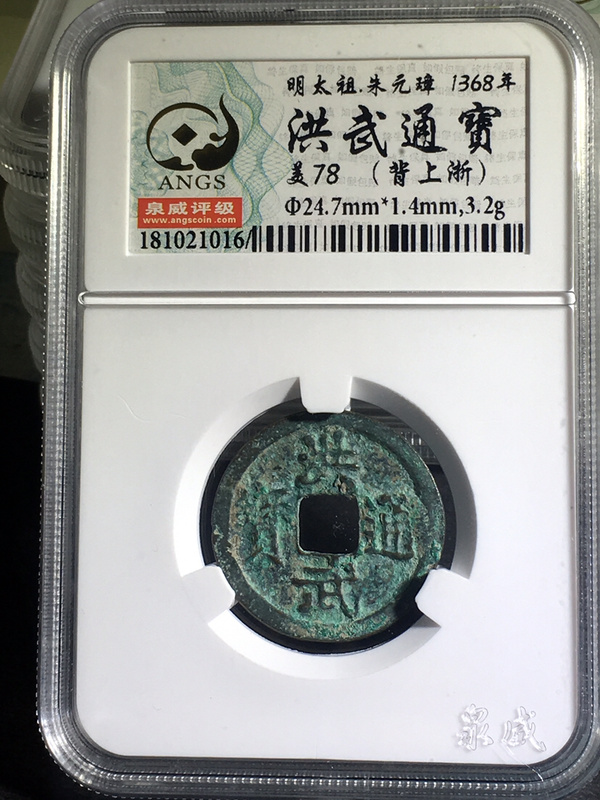 明太祖.朱元璋 1368年
洪武通寶
美78 (背上浙)
Φ24.7mm*1.4mm,3.2g
ANGS
泉威评级
www.angscoin.com
181021016/
洪武通寶
泉威